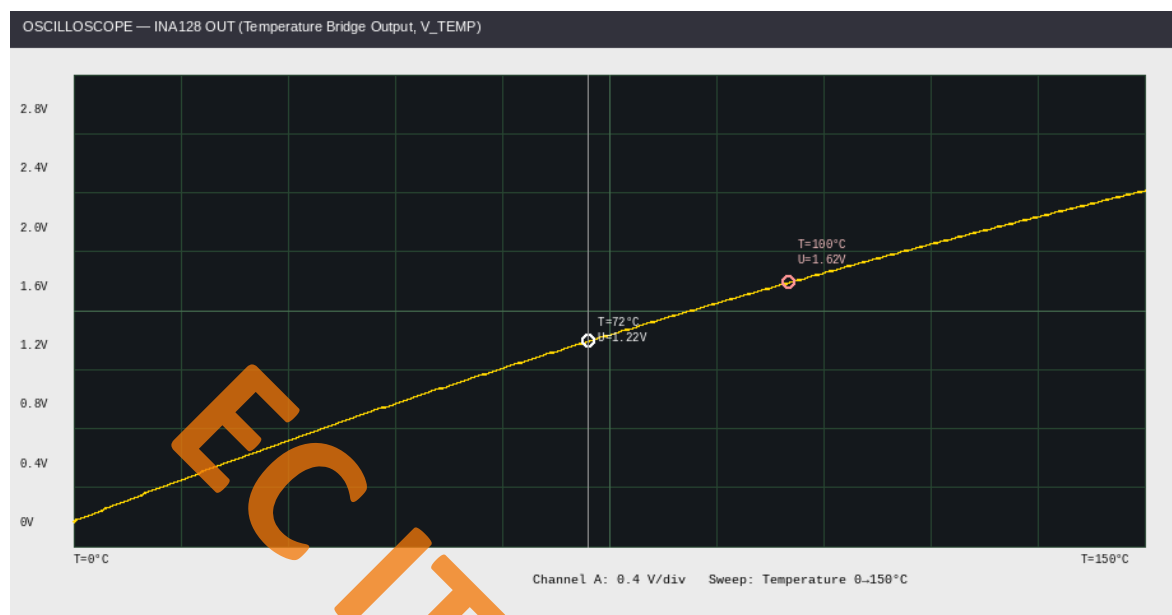 OSCILLOSCOPE — INA128 OUT (Temperature Bridge Output, V_TEMP)
2.8V
2.4V
2.0V
T=100°C
U=1.62V
1.6V
T=72°C
U=1.22V
1.2V
0.8V
0.4V
0V
T=0°C
T=150°C
Channel A: 0.4 V/div Sweep: Temperature 0→150°C